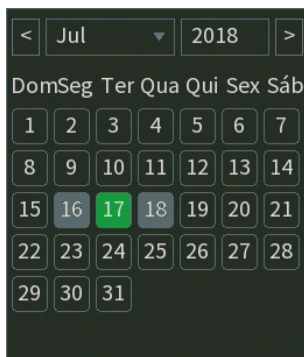 < Jul 2018 >
Dom Seg Ter Qua Qui Sex Sáb
1 2 3 4 5 6 7
8 9 10 11 12 13 14
15 16 17 18 19 20 21
22 23 24 25 26 27 28
29 30 31